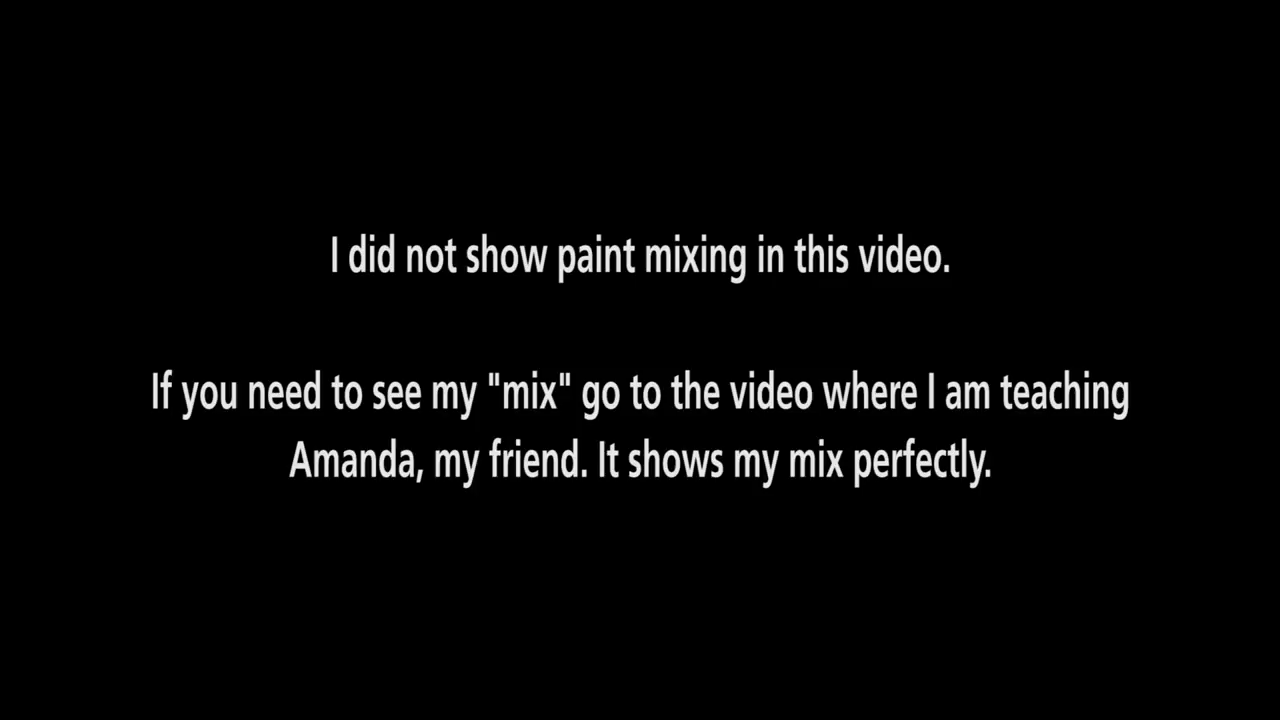 I did not show paint mixing in this video.
If you need to see my "mix" go to the video where I am teaching
Amanda, my friend. It shows my mix perfectly.